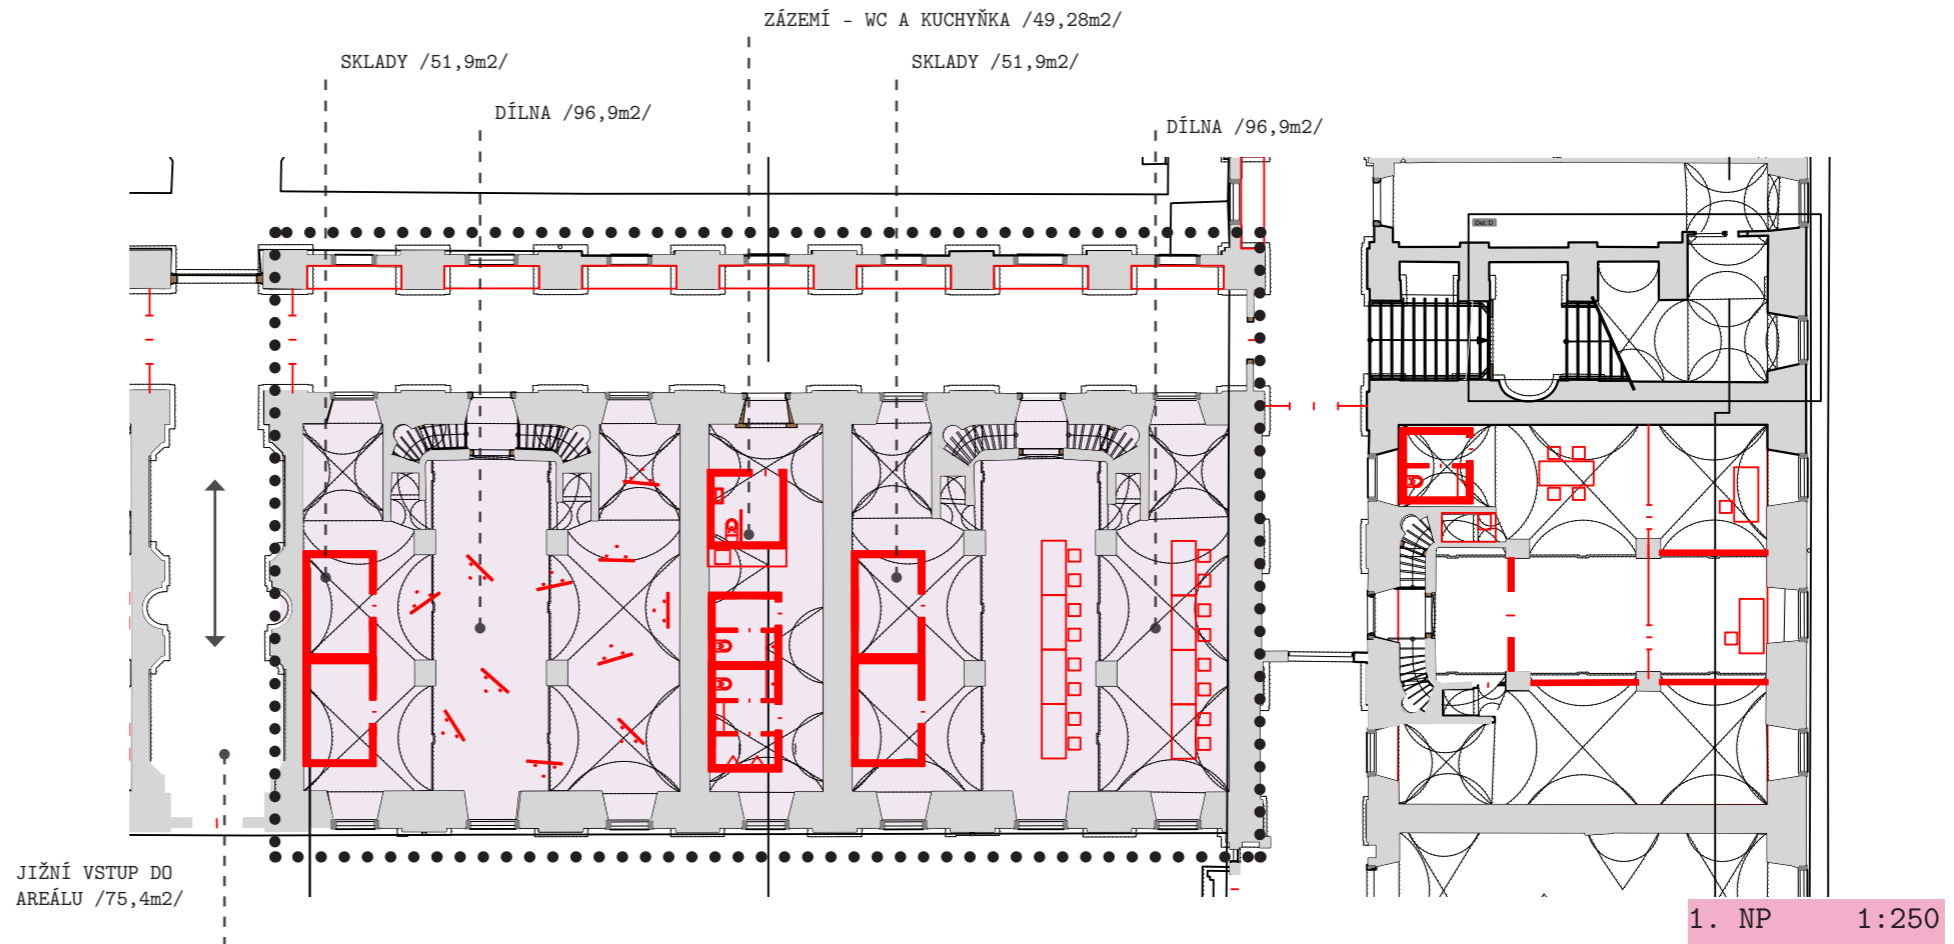 ZÁZEMÍ - WC A KUCHYŇKA /49,28m2/
SKLADY /51,9m2/
SKLADY /51,9m2/
DÍLNA /96,9m2/
DÍLNA /96,9m2/
Det. D
JIŽNÍ VSTUP DO
AREÁLU /75,4m2/
1. NP 1:250